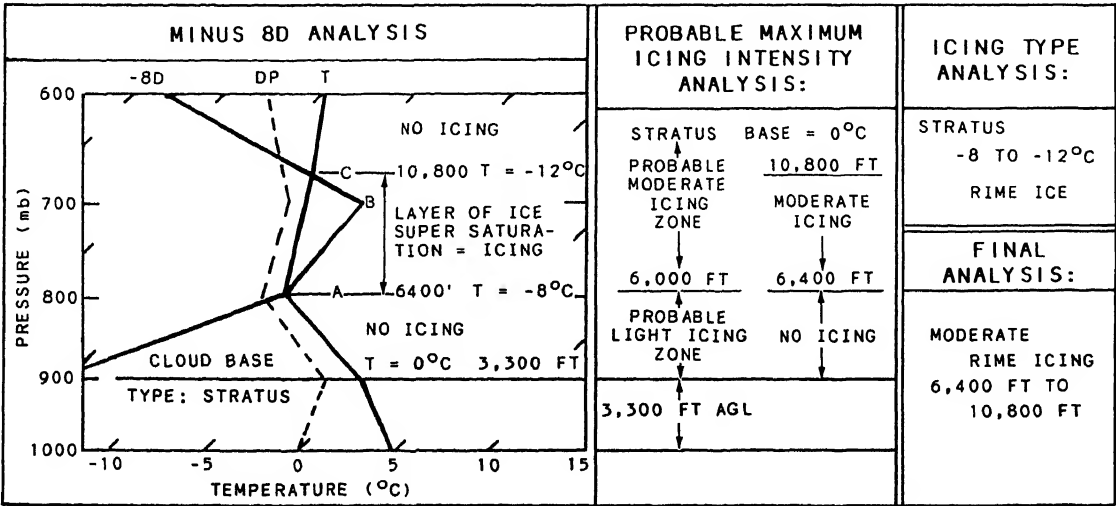 MINUS 8D ANALYSIS
-8D DP T
600
700
800
900
1000
PRESSURE (mb)
NO ICING
C 10,800 T = -12°C
B
LAYER OF ICE
SUPER SATURA-
TION = ICING
A 6400' T = -8°C
NO ICING
CLOUD BASE T = 0°C 3,300 FT
TYPE: STRATUS
-10 -5 0 5 10 15
TEMPERATURE (°C)
PROBABLE MAXIMUM
ICING INTENSITY
ANALYSIS:
STRATUS BASE = 0°C
PROBABLE
MODERATE
ICING
ZONE
10,800 FT
MODERATE
ICING
6,000 FT 6,400 FT
PROBABLE
LIGHT ICING
ZONE
NO ICING
3,300 FT AGL
ICING TYPE
ANALYSIS:
STRATUS
-8 TO -12°C
RIME ICE
FINAL
ANALYSIS:
MODERATE
RIME ICING
6,400 FT TO
10,800 FT